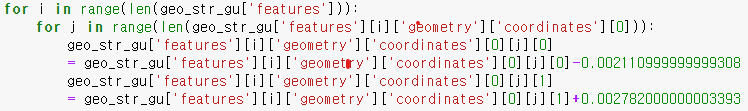 for i in range(len(geo_str_gu['features'])):
for j in range(len(geo_str_gu['features'][i]['geometry']['coordinates'][0])):
geo_str_gu['features'][i]['geometry']['coordinates'][0][j][0]
= geo_str_gu['features'][i]['geometry']['coordinates'][0][j][0]-0.002110999999999308
geo_str_gu['features'][i]['geometry']['coordinates'][0][j][1]
= geo_str_gu['features'][i]['geometry']['coordinates'][0][j][1]+0.002782000000003393